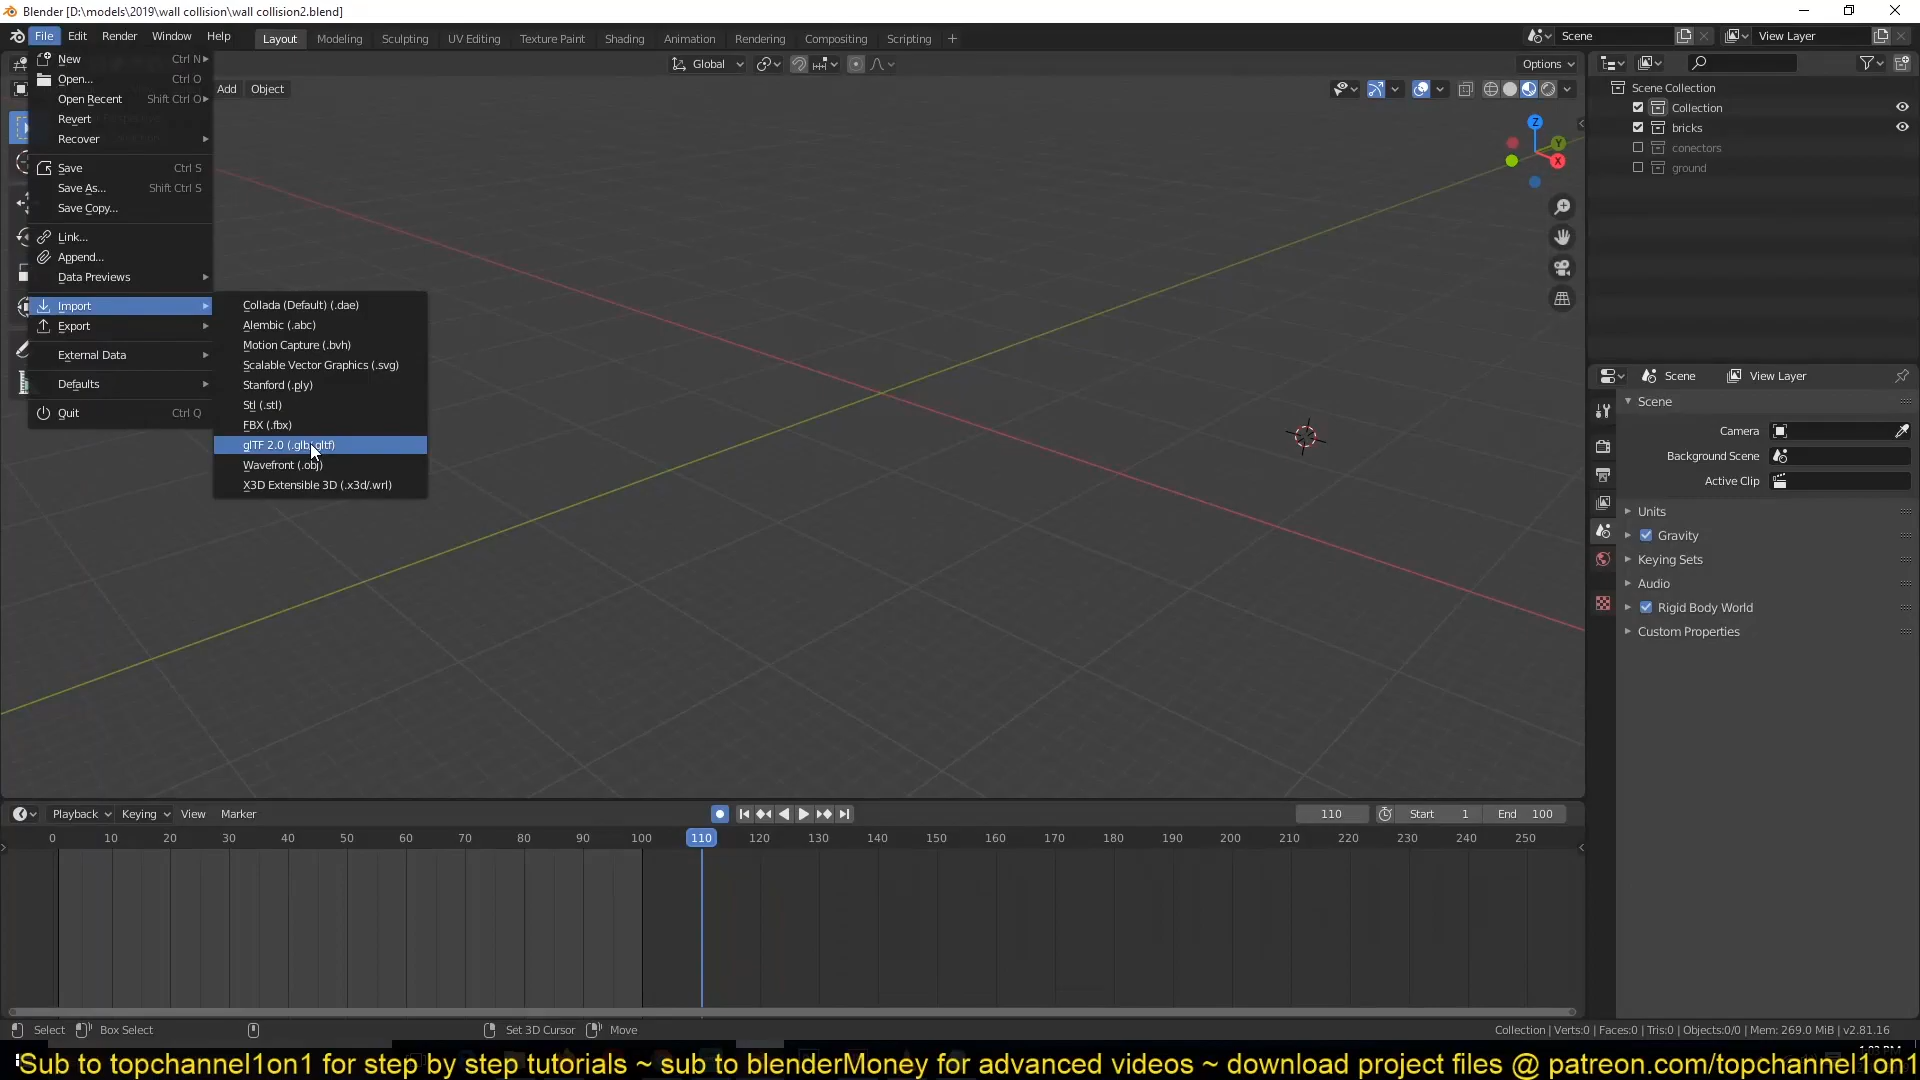 Blender [D:\models\2019\wall collision\wall collision2.blend]
File Edit Render Window Help Layout Modeling Sculpting UV Editing Texture Paint Shading Animation Rendering Compositing Scripting + Scene View Layer
Global Options
Add Object
New Ctrl N
Open... Ctrl O
Open Recent Shift Ctrl O
Revert
Recover
Save Ctrl S
Save As... Shift Ctrl S
Save Copy...
Link...
Append...
Data Previews
Import
Export
External Data
Defaults
Quit Ctrl Q
Collada (Default) (.dae)
Alembic (.abc)
Motion Capture (.bvh)
Scalable Vector Graphics (.svg)
Stanford (.ply)
Stl (.stl)
FBX (.fbx)
glTF 2.0 (.glb/.gltf)
Wavefront (.obj)
X3D Extensible 3D (.x3d/.wrl)
Z
Y
X
Scene Collection
Collection
bricks
conectors
ground
Scene View Layer
Scene
Camera
Background Scene
Active Clip
Units
Gravity
Keying Sets
Audio
Rigid Body World
Custom Properties
Playback Keying View Marker 110 Start 1 End 100
0 10 20 30 40 50 60 70 80 90 100 110 120 130 140 150 160 170 180 190 200 210 220 230 240 250
Select Box Select Set 3D Cursor Move Collection | Verts:0 | Faces:0 | Tris:0 | Objects:0/0 | Mem: 269.0 MiB | v2.81.16
Sub to topchannel1on1 for step by step tutorials ~ sub to blenderMoney for advanced videos ~ download project files @ patreon.com/topchannel1on1